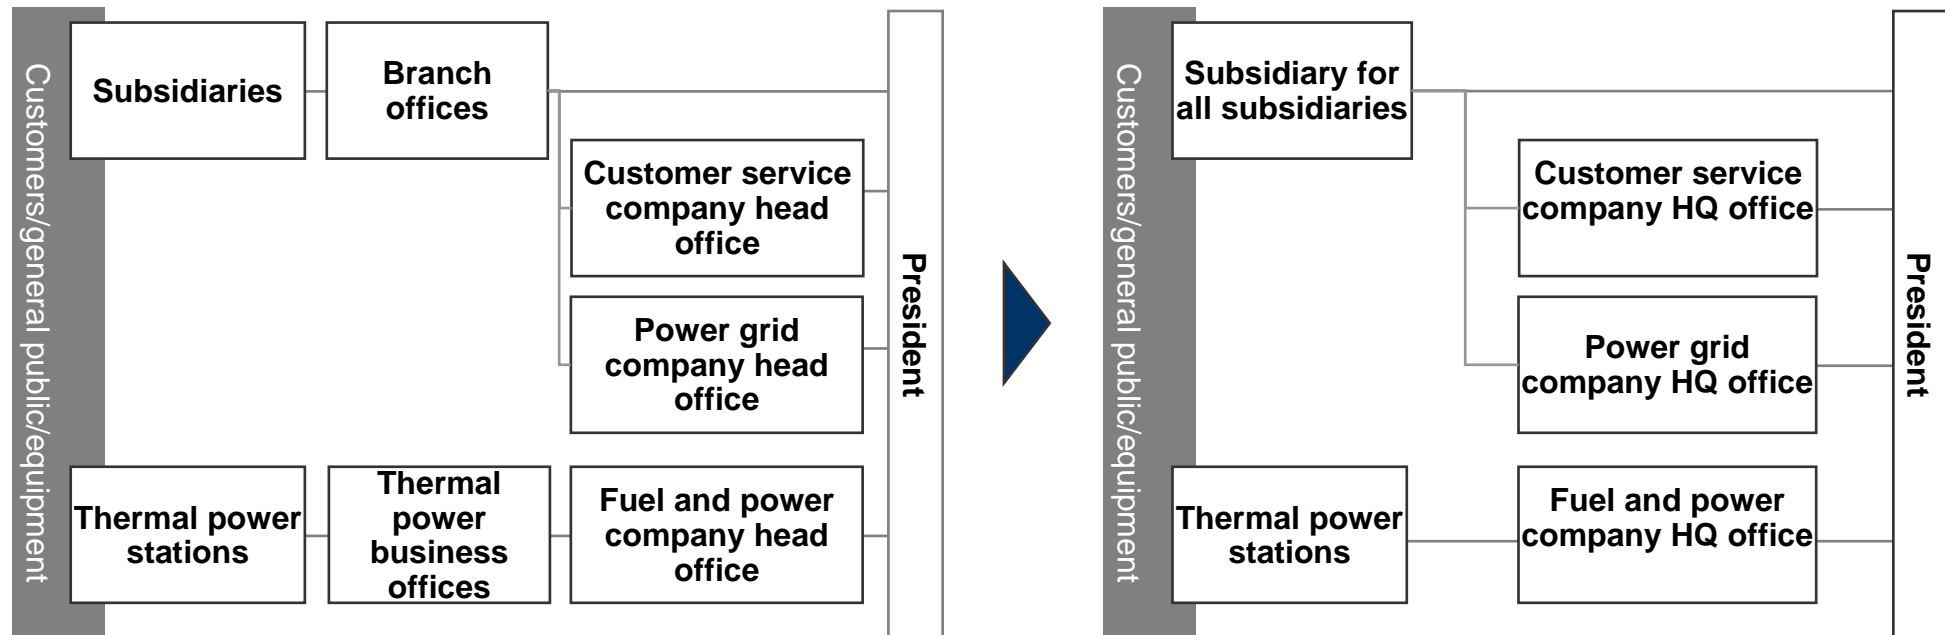 Customers/general public/equipment
Subsidiaries
Branch
offices
Customer service
company head
office
Power grid
company head
office
Thermal power
stations
Thermal
power
business
offices
Fuel and power
company head
office
President
Customers/general public/equipment
Subsidiary for
all subsidiaries
Customer service
company HQ office
Power grid
company HQ office
Thermal power
stations
Fuel and power
company HQ office
President